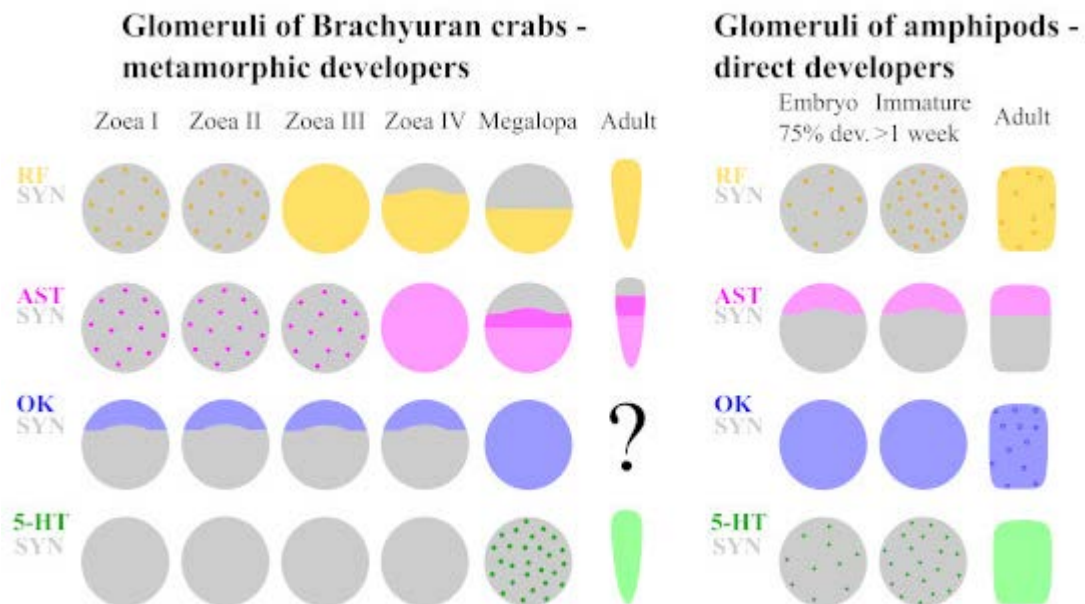 Glomeruli of Brachyuran crabs -
metamorphic developers
Zoea I Zoea II Zoea III Zoea IV Megalopa Adult
RF
SYN
AST
SYN
OK
SYN
?
5-HT
SYN
Glomeruli of amphipods -
direct developers
Embryo Immature
75% dev. >1 week Adult
RF
SYN
AST
SYN
OK
SYN
5-HT
SYN